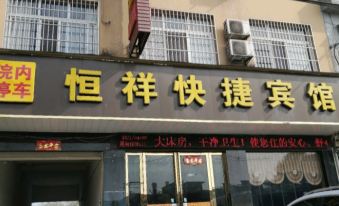 院内
停车
恒祥快捷宾馆
大床房,干净卫生!使您住的安心、舒